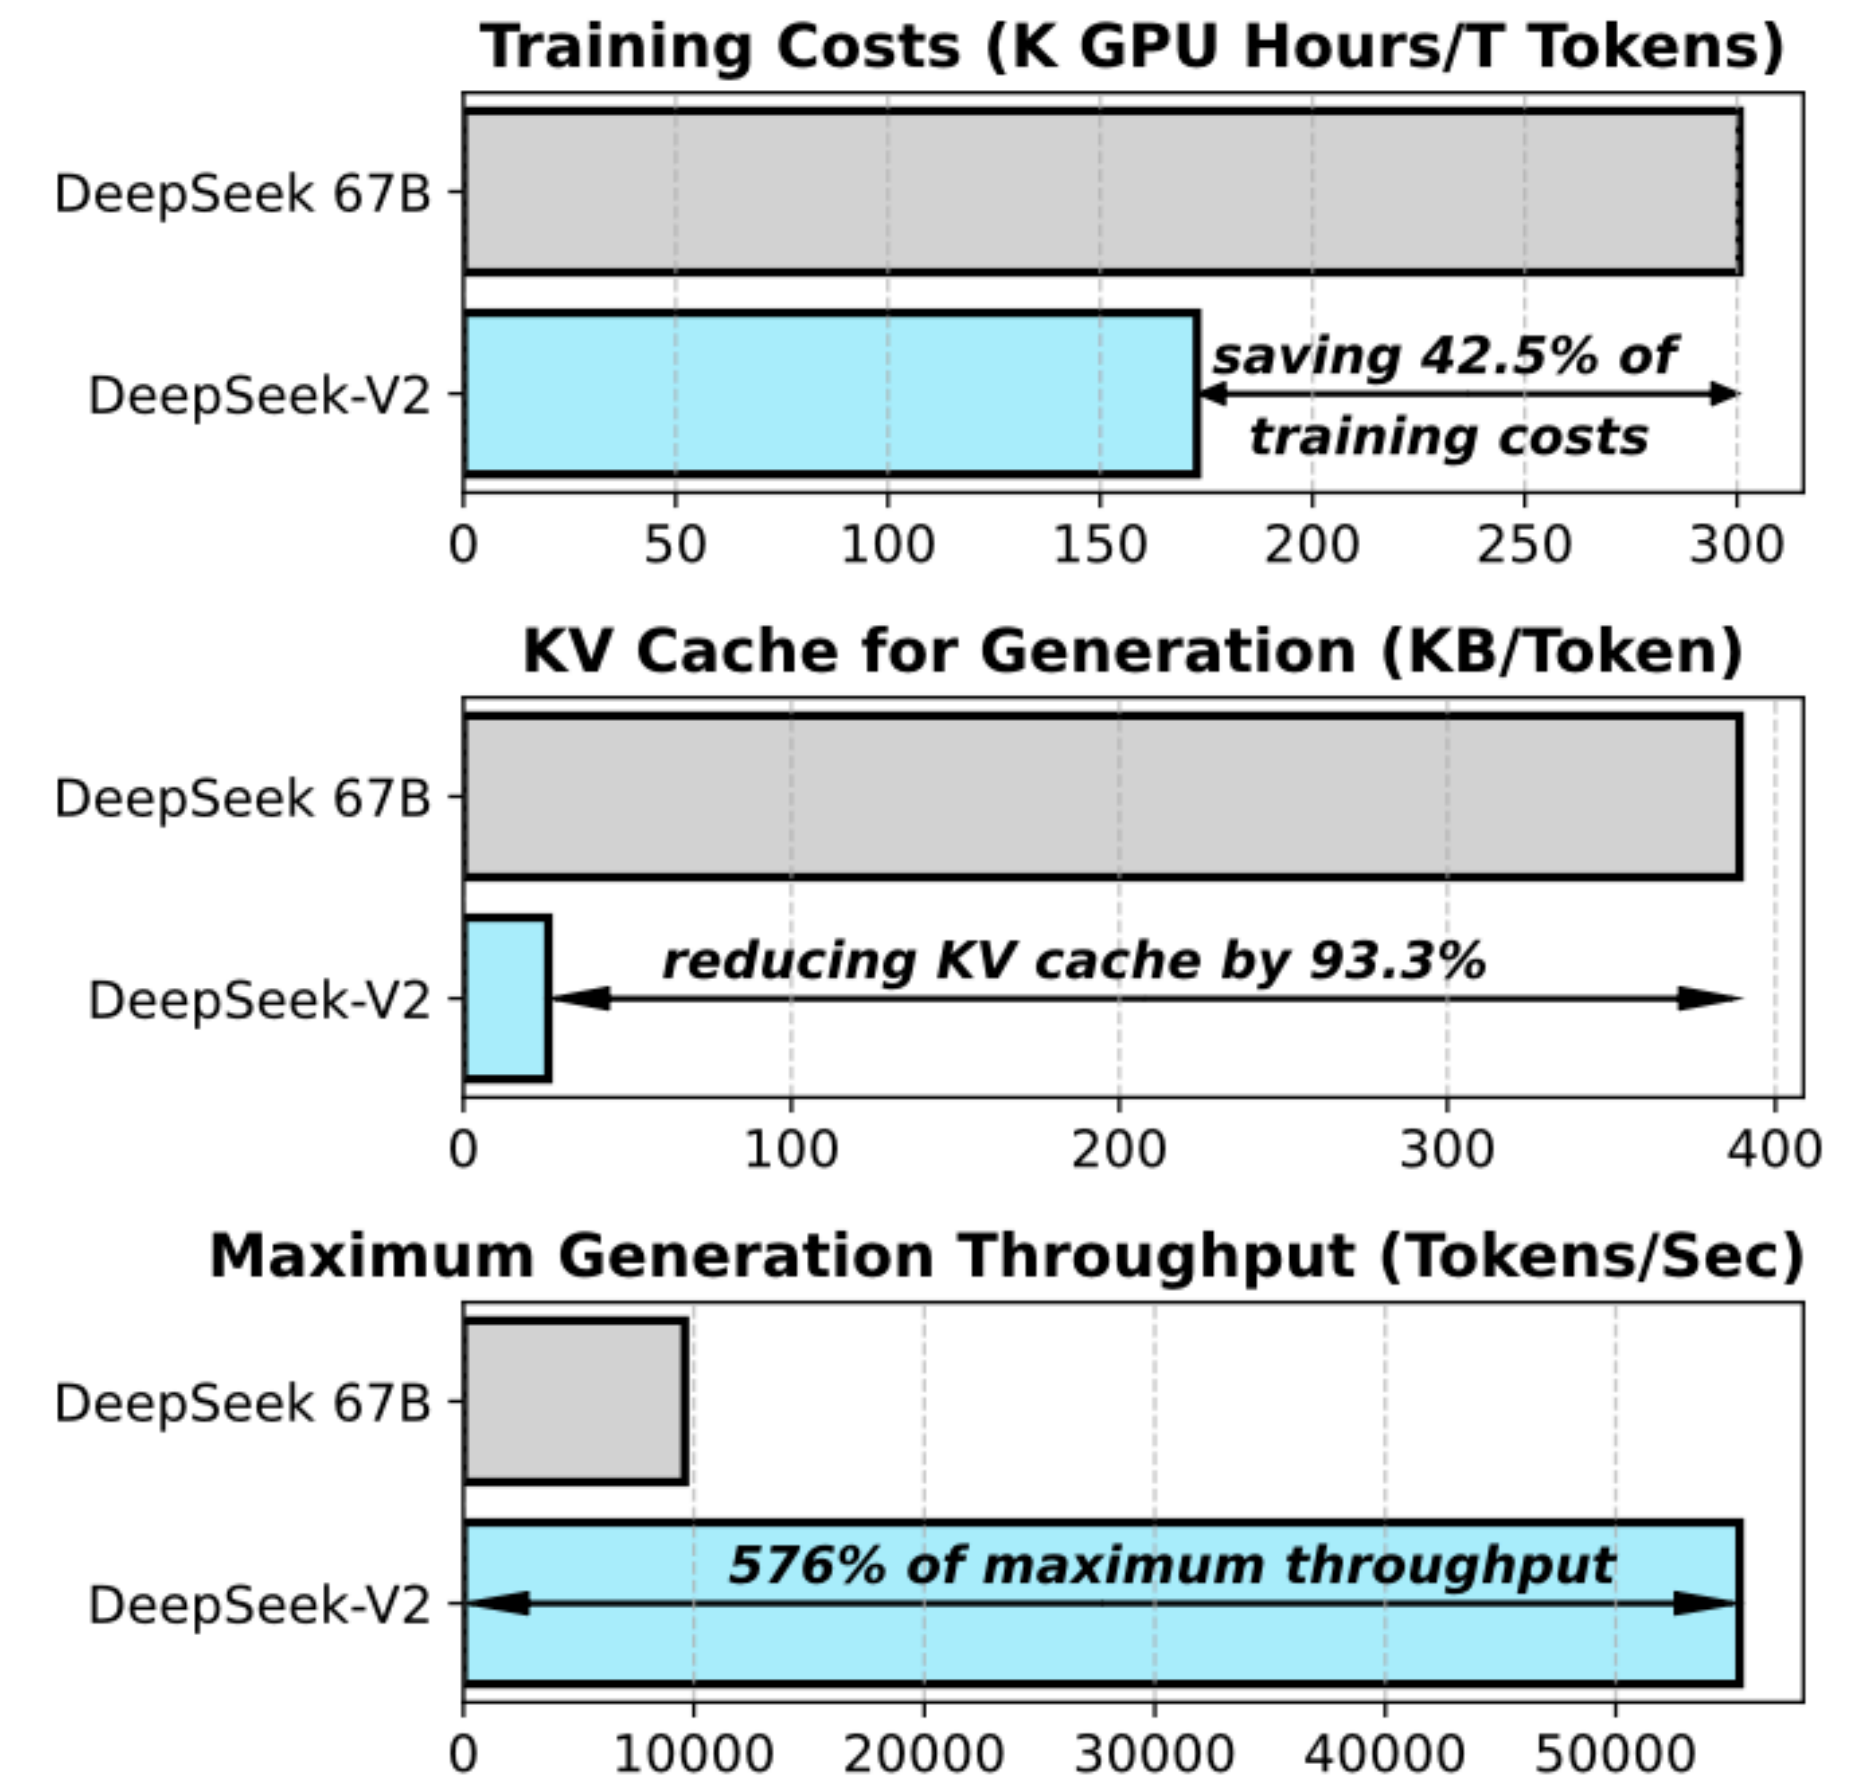 Training Costs (K GPU Hours/T Tokens)
DeepSeek 67B
DeepSeek-V2
saving 42.5% of
training costs
0 50 100 150 200 250 300
KV Cache for Generation (KB/Token)
DeepSeek 67B
DeepSeek-V2
reducing KV cache by 93.3%
0 100 200 300 400
Maximum Generation Throughput (Tokens/Sec)
DeepSeek 67B
DeepSeek-V2
576% of maximum throughput
0 10000 20000 30000 40000 50000